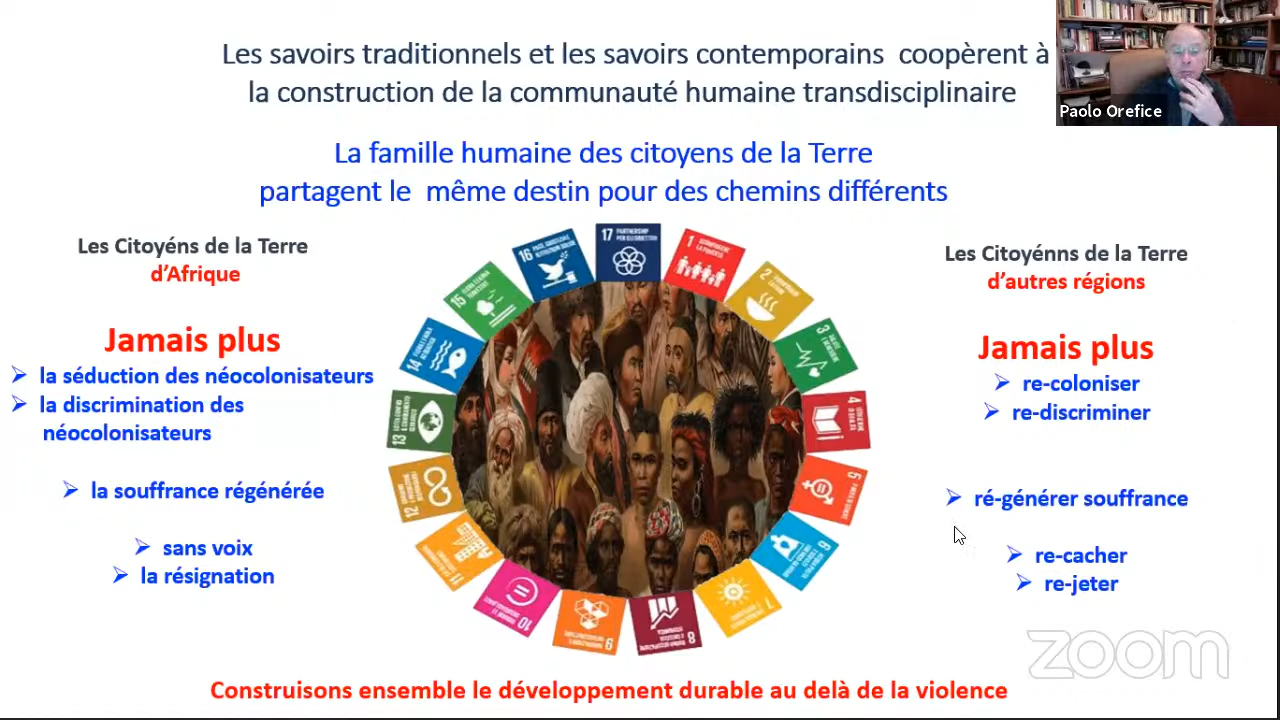 Les savoirs traditionnels et les savoirs contemporains coopèrent à
la construction de la communauté humaine transdisciplinaire
Paolo Orefice
La famille humaine des citoyens de la Terre
partagent le même destin pour des chemins différents
Les Citoyéns de la Terre
d'Afrique
Jamais plus
➢ la séduction des néocolonisateurs
➢ la discrimination des
néocolonisateurs
➢ la souffrance régénérée
➢ sans voix
➢ la résignation
17
16
15
14
13
12
11
10
9
8
7
6
5
4
3
2
1
Les Citoyénns de la Terre
d'autres régions
Jamais plus
➢ re-coloniser
➢ re-discriminer
➢ ré-générer souffrance
➢ re-cacher
➢ re-jeter
zoom
Construisons ensemble le développement durable au delà de la violence